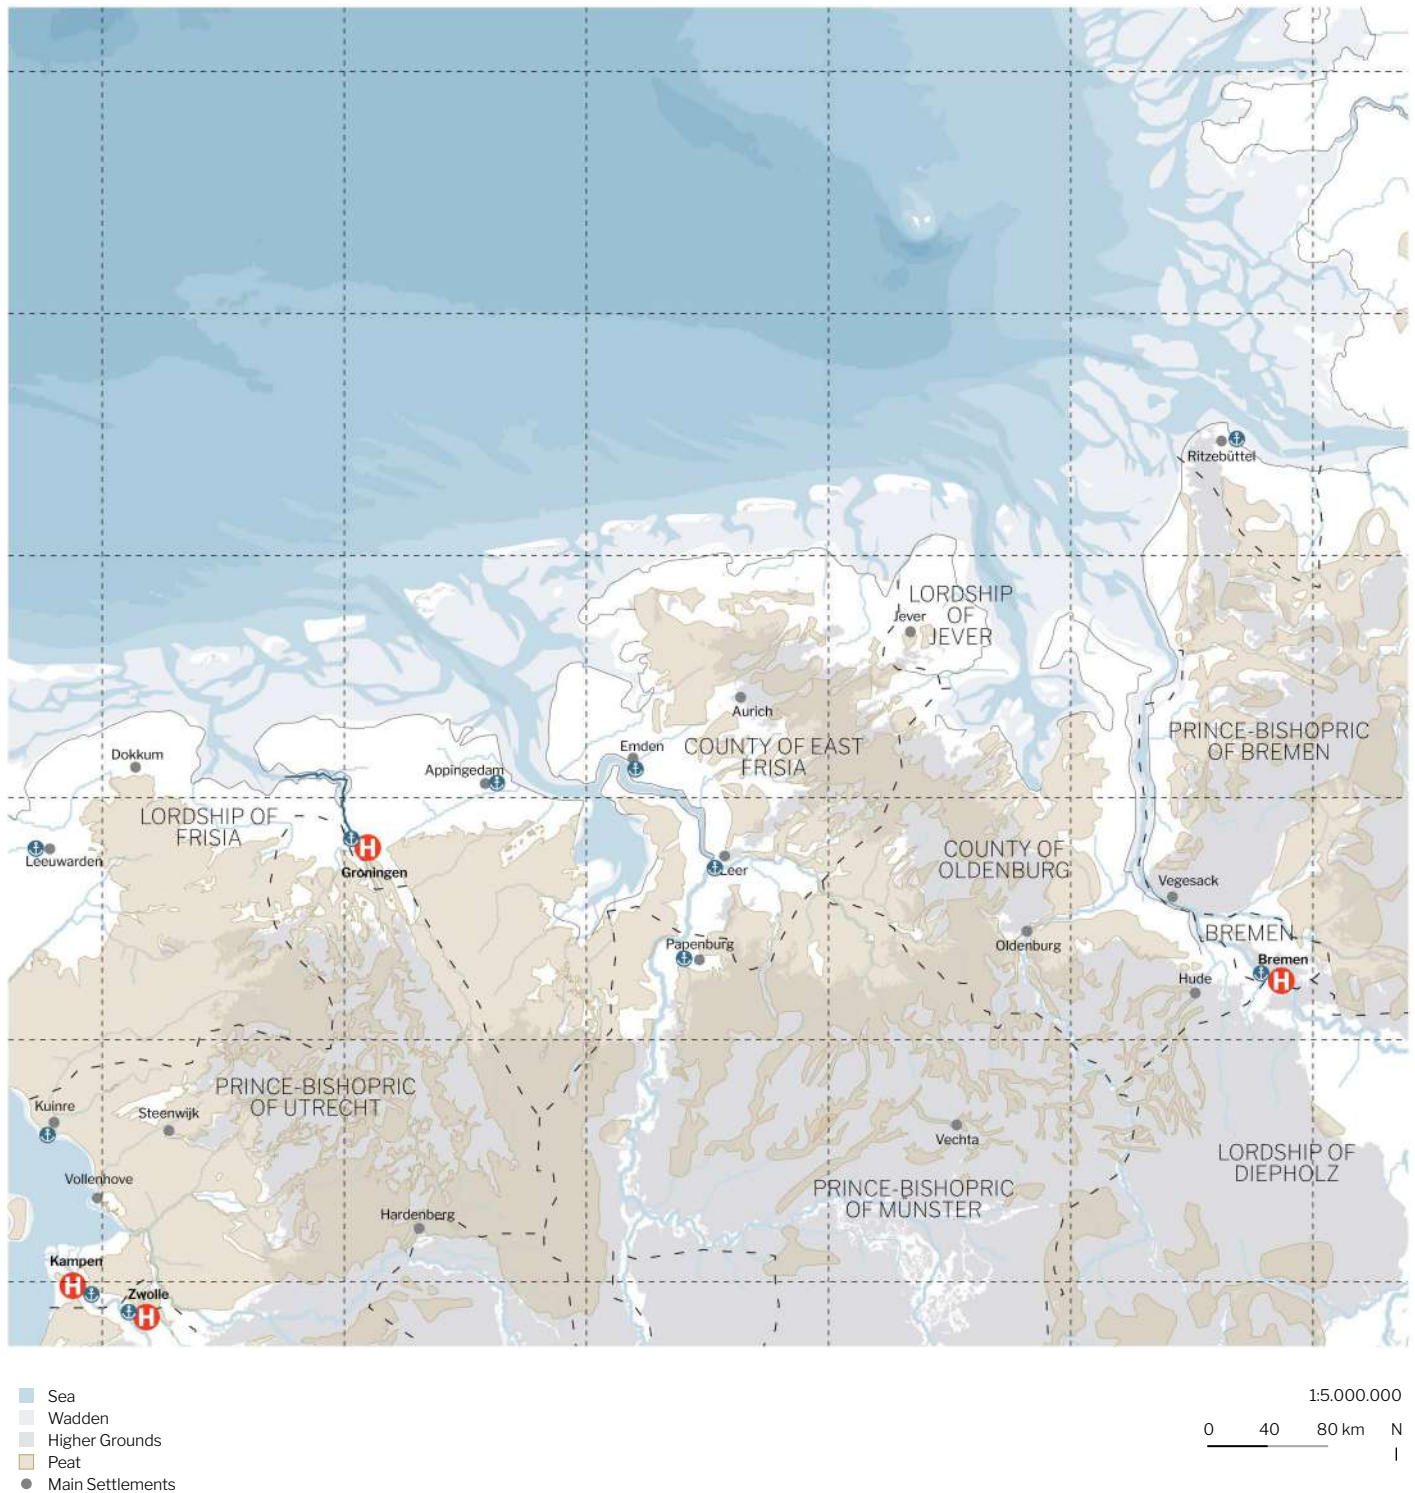 Ritzebüttel
LORDSHIP
OF
JEVER
Jever
Aurich
PRINCE-BISHOPRIC
OF BREMEN
Dokkum
Emden
COUNTY OF EAST
FRISIA
Appingedam
LORDSHIP OF
FRISIA
Leeuwarden
H
Groningen
Leer
COUNTY OF
OLDENBURG
Vegesack
Papenburg
Oldenburg
BREMEN
Bremen
H
Hude
PRINCE-BISHOPRIC
OF UTRECHT
Kuinre
Steenwijk
Vechta
LORDSHIP OF
DIEPHOLZ
Vollenhove
PRINCE-BISHOPRIC
OF MÜNSTER
Hardenberg
Kampen
H
Zwolle
H
Sea
Wadden
Higher Grounds
Peat
Main Settlements
1:5.000.000
0 40 80 km N